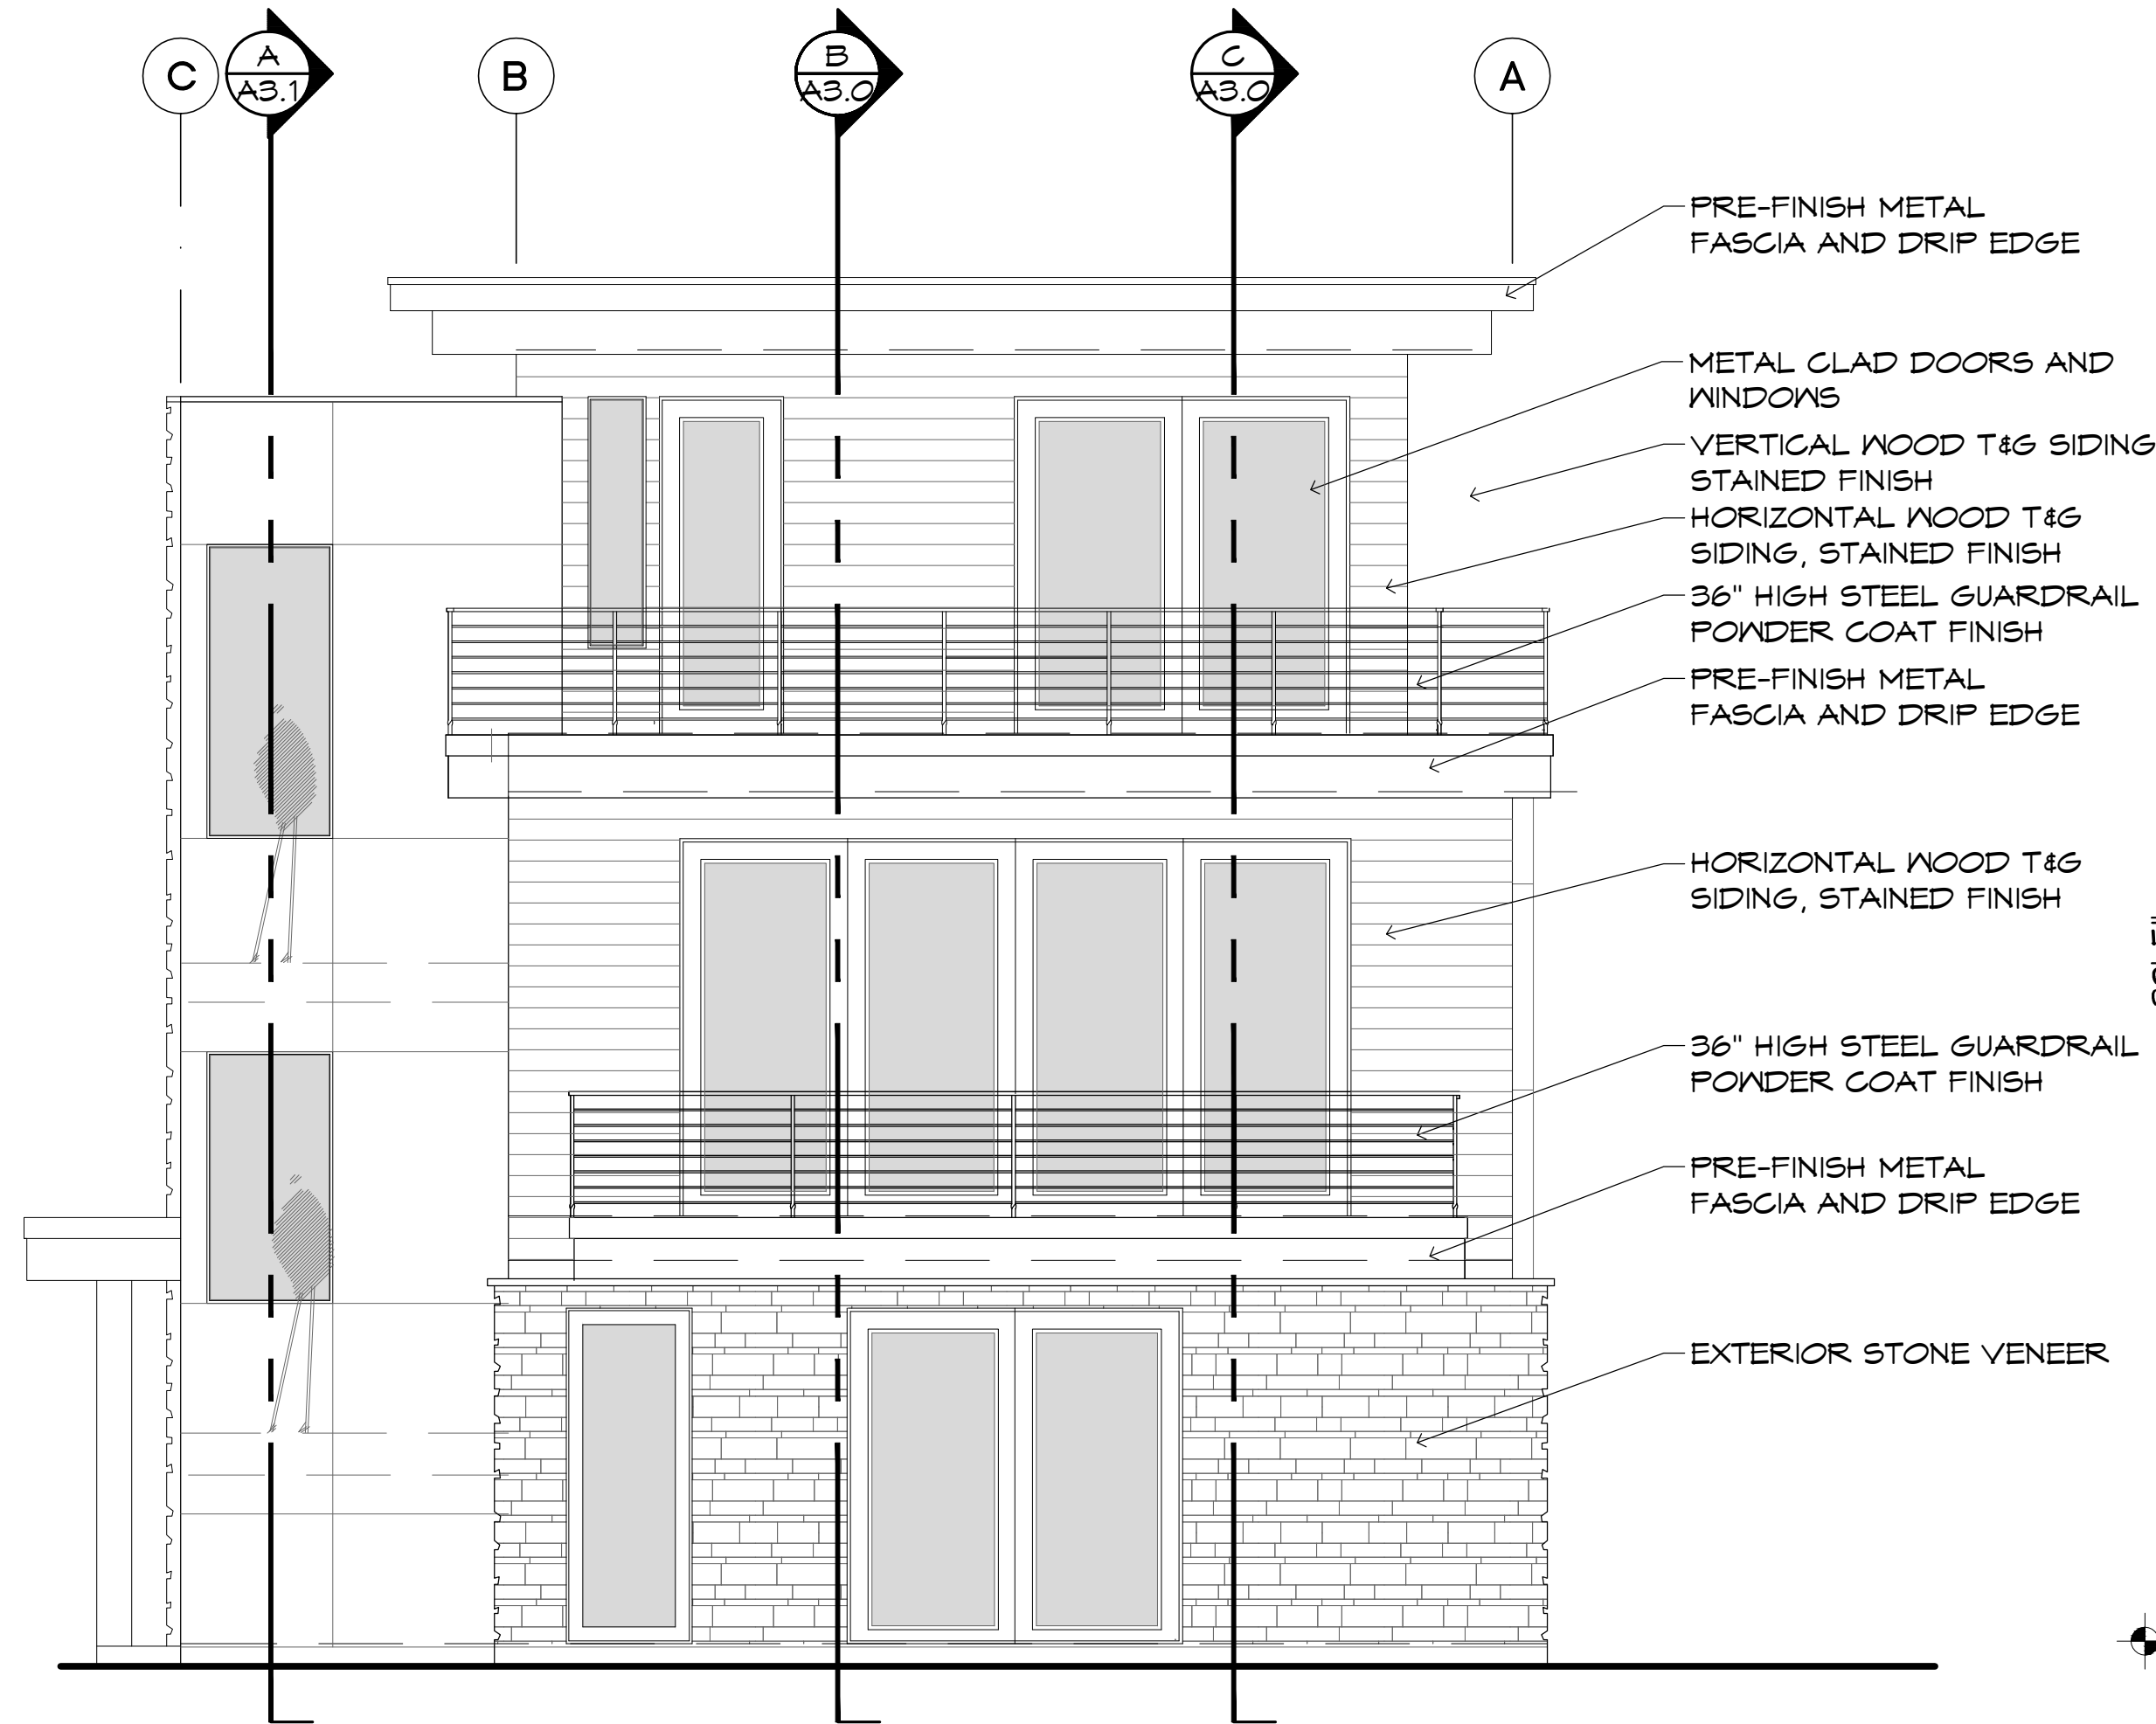 C
A
A3.1
B
B
A3.0
C
A3.0
A
PRE-FINISH METAL
FASCIA AND DRIP EDGE
METAL CLAD DOORS AND
WINDOWS
VERTICAL WOOD T&G SIDING
STAINED FINISH
HORIZONTAL WOOD T&G
SIDING, STAINED FINISH
36" HIGH STEEL GUARDRAIL
POWDER COAT FINISH
PRE-FINISH METAL
FASCIA AND DRIP EDGE
HORIZONTAL WOOD T&G
SIDING, STAINED FINISH
36" HIGH STEEL GUARDRAIL
POWDER COAT FINISH
PRE-FINISH METAL
FASCIA AND DRIP EDGE
EXTERIOR STONE VENEER